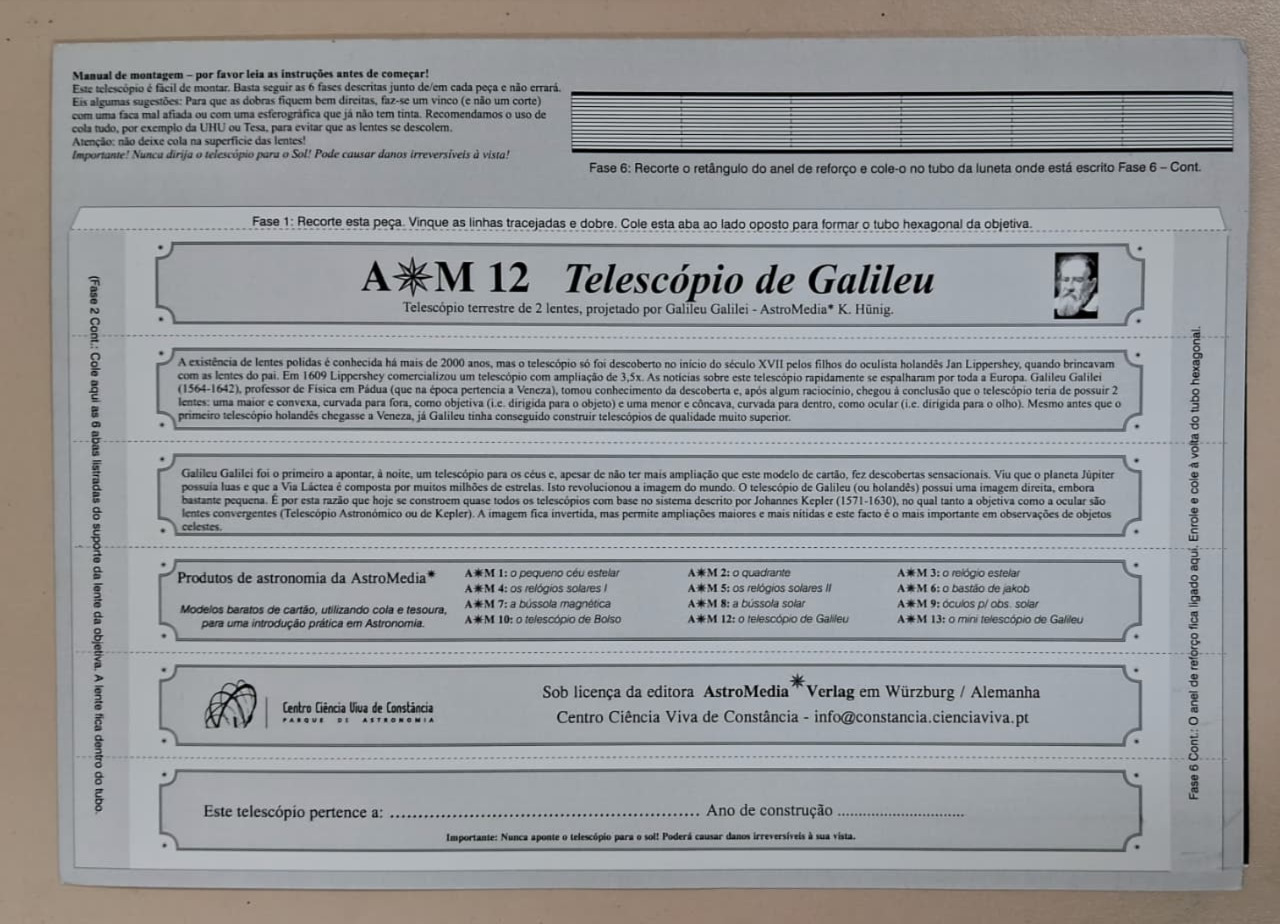 Manual de montagem – por favor leia as instruções antes de começar!
Este telescópio é fácil de montar. Basta seguir as 6 fases descritas junto de/em cada peça e não errará.
Eis algumas sugestões: Para que as dobras fiquem bem direitas, faz-se um vinco (e não um corte)
com uma faca mal afiada ou com uma esferográfica que já não tem tinta. Recomendamos o uso de
cola tudo, por exemplo da UHU ou Tesa, para evitar que as lentes se descolem.
Atenção: não deixe cola na superfície das lentes!
Importante! Nunca dirija o telescópio para o Sol! Pode causar danos irreversíveis à vista!
Fase 6: Recorte o retângulo do anel de reforço e cole-o no tubo da luneta onde está escrito Fase 6 – Cont.
Fase 1: Recorte esta peça. Vinque as linhas tracejadas e dobre. Cole esta aba ao lado oposto para formar o tubo hexagonal da objetiva.
(Fase 2 Cont.: Cole aqui as 6 abas listradas do suporte da lente da objetiva. A lente fica dentro do tubo.
A✷M 12 Telescópio de Galileu
Telescópio terrestre de 2 lentes, projetado por Galileu Galilei - AstroMedia* K. Hünig.
A existência de lentes polidas é conhecida há mais de 2000 anos, mas o telescópio só foi descoberto no início do século XVII pelos filhos do oculista holandês Jan Lippershey, quando brincavam
com as lentes do pai. Em 1609 Lippershey comercializou um telescópio com ampliação de 3,5x. As notícias sobre este telescópio rapidamente se espalharam por toda a Europa. Galileu Galilei
(1564-1642), professor de Física em Pádua (que na época pertencia a Veneza), tomou conhecimento da descoberta e, após algum raciocínio, chegou á conclusão que o telescópio teria de possuir 2
lentes: uma maior e convexa, curvada para fora, como objetiva (i.e. dirigida para o objeto) e uma menor e côncava, curvada para dentro, como ocular (i.e. dirigida para o olho). Mesmo antes que o
primeiro telescópio holandês chegasse a Veneza, já Galileu tinha conseguido construir telescópios de qualidade muito superior.
Galileu Galilei foi o primeiro a apontar, à noite, um telescópio para os céus e, apesar de não ter mais ampliação que este modelo de cartão, fez descobertas sensacionais. Viu que o planeta Júpiter
possuia luas e que a Via Láctea é composta por muitos milhões de estrelas. Isto revolucionou a imagem do mundo. O telescópio de Galileu (ou holandês) possui uma imagem direita, embora
bastante pequena. É por esta razão que hoje se constroem quase todos os telescópios com base no sistema descrito por Johannes Kepler (1571-1630), no qual tanto a objetiva como a ocular são
lentes convergentes (Telescópio Astronómico ou de Kepler). A imagem fica invertida, mas permite ampliações maiores e mais nítidas e este facto é o mais importante em observações de objetos
celestes.
Produtos de astronomia da AstroMedia✷
Modelos baratos de cartão, utilizando cola e tesoura,
para uma introdução prática em Astronomia.
A✷M 1: o pequeno céu estelar
A✷M 4: os relógios solares I
A✷M 7: a bússola magnética
A✷M 10: o telescópio de Bolso
A✷M 2: o quadrante
A✷M 5: os relógios solares II
A✷M 8: a bússola solar
A✷M 12: o telescópio de Galileu
A✷M 3: o relógio estelar
A✷M 6: o bastão de jakob
A✷M 9: óculos p/ obs. solar
A✷M 13: o mini telescópio de Galileu
Centro Ciência Viva de Constância
PARQUE DE ASTRONOMIA
Sob licença da editora AstroMedia✷Verlag em Würzburg / Alemanha
Centro Ciência Viva de Constância - info@constancia.cienciaviva.pt
Este telescópio pertence a: ........................................................ Ano de construção ..............................
Importante: Nunca aponte o telescópio para o sol! Poderá causar danos irreversíveis à sua vista.
Fase 6 Cont.: O anel de reforço fica ligado aqui. Enrole e cole à volta do tubo hexagonal.